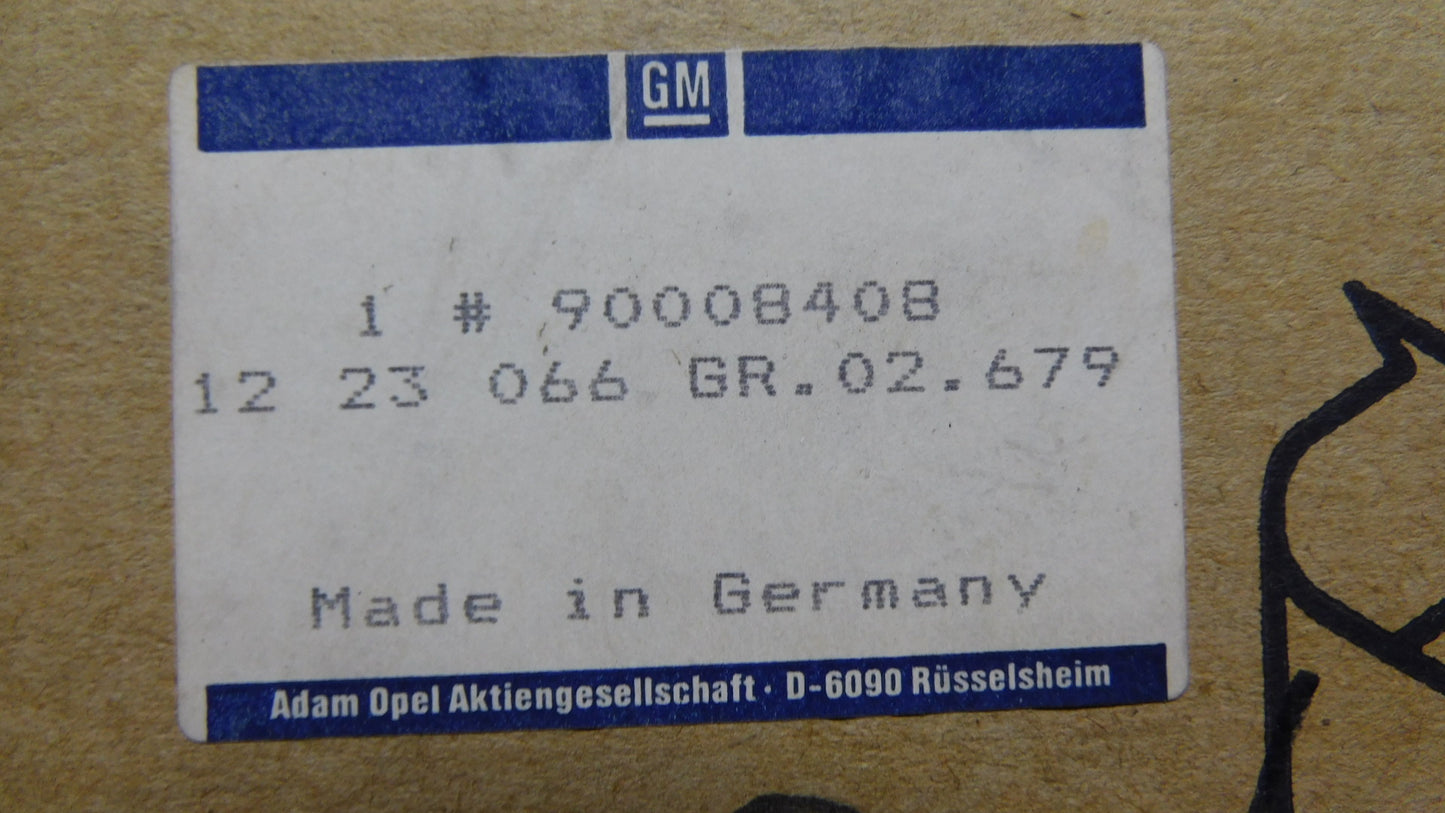 GM
1 # 90008408
12 23 066 GR.02.679
Made in Germany
Adam Opel Aktiengesellschaft · D-6090 Rüsselsheim